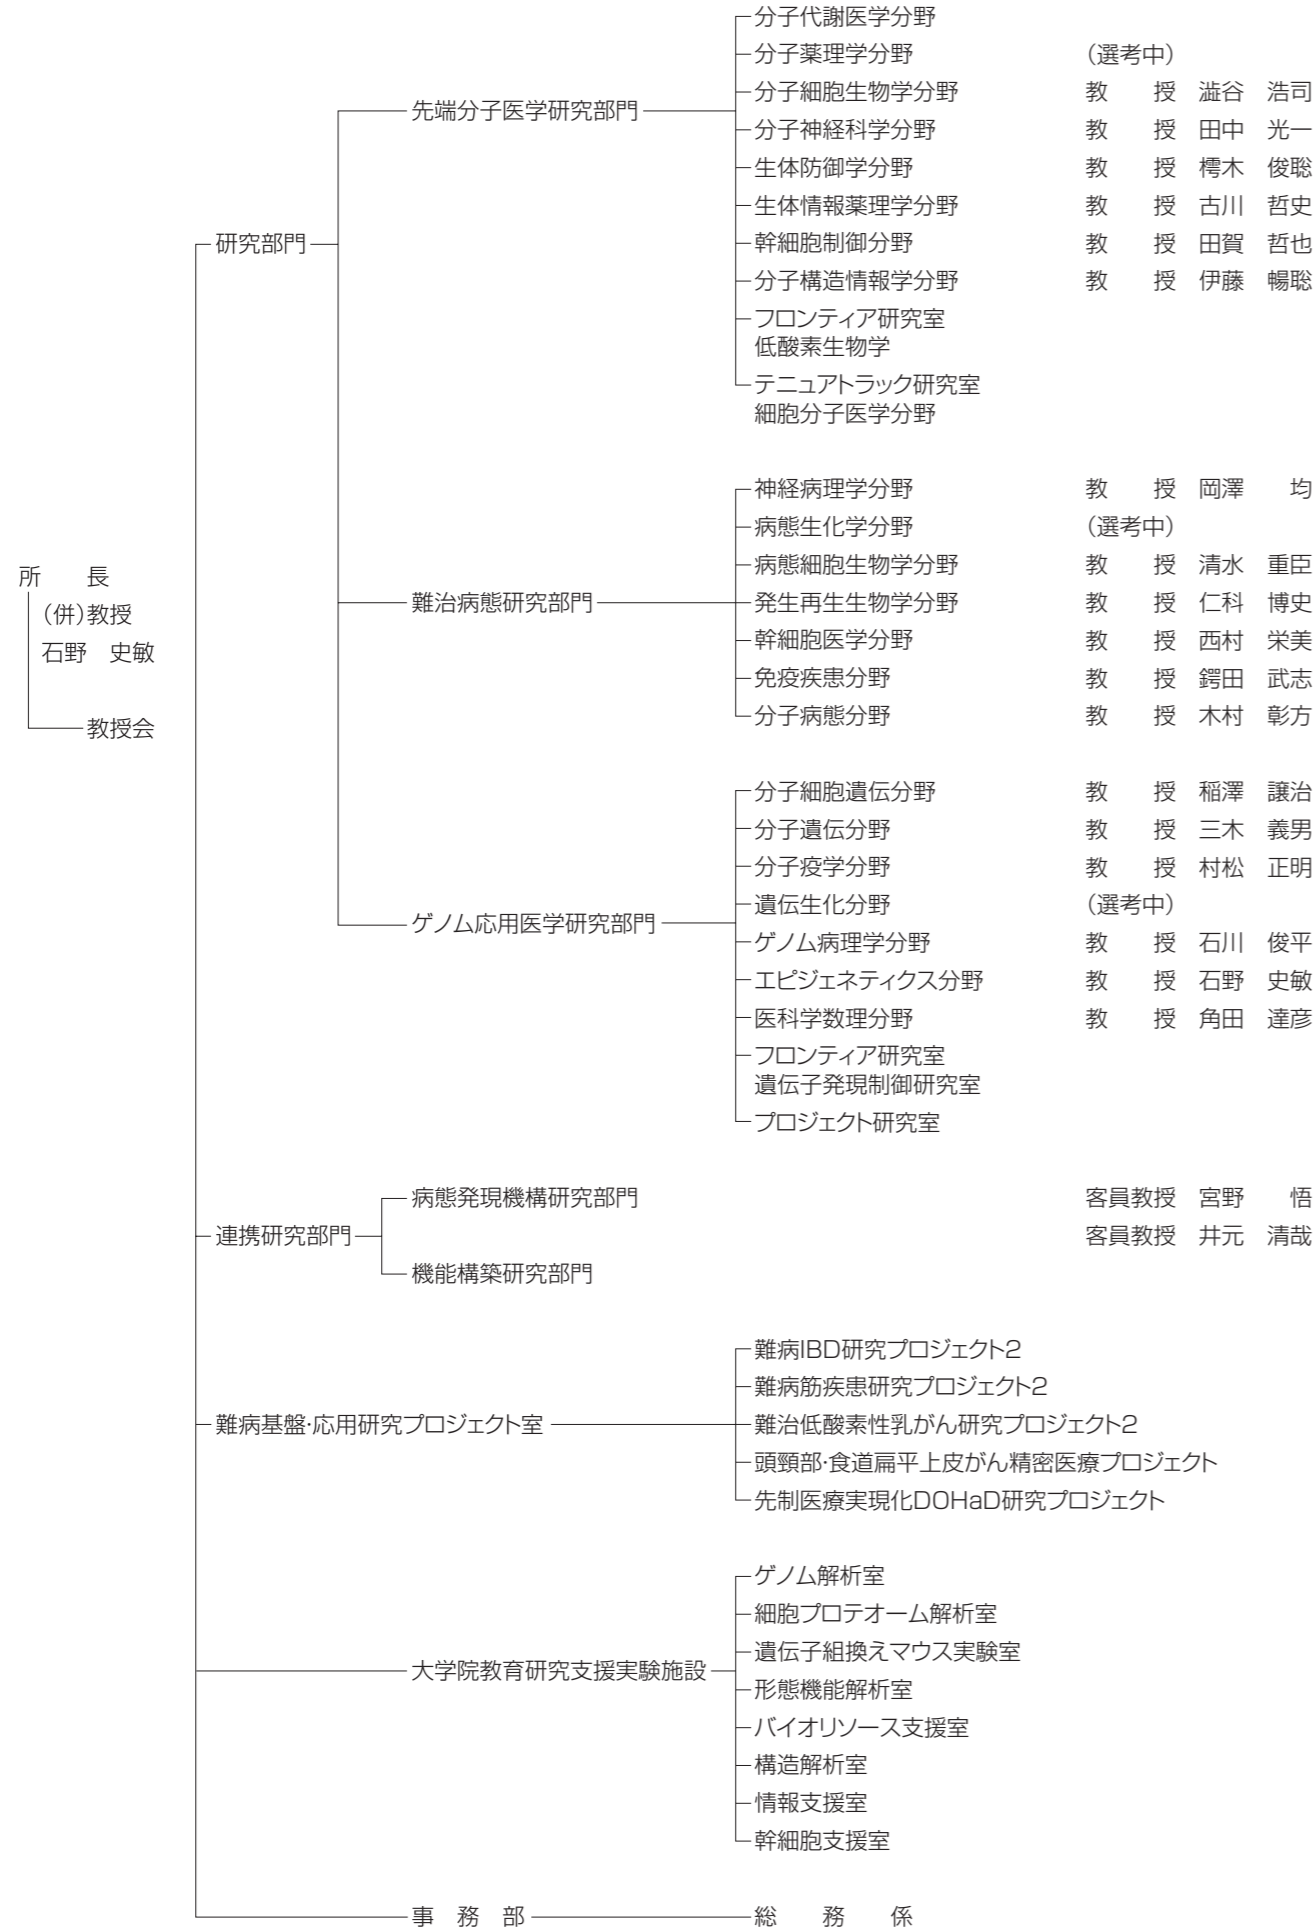 所　長
(併)教授
石野　史敏
教授会
研究部門
先端分子医学研究部門
分子代謝医学分野
分子薬理学分野　(選考中)
分子細胞生物学分野　教　授　澁谷　浩司
分子神経科学分野　教　授　田中　光一
生体防御学分野　教　授　樗木　俊聡
生体情報薬理学分野　教　授　古川　哲史
幹細胞制御分野　教　授　田賀　哲也
分子構造情報学分野　教　授　伊藤　暢聡
フロンティア研究室
低酸素生物学
テニュアトラック研究室
細胞分子医学分野
難治病態研究部門
神経病理学分野　教　授　岡澤　均
病態生化学分野　(選考中)
病態細胞生物学分野　教　授　清水　重臣
発生再生生物学分野　教　授　仁科　博史
幹細胞医学分野　教　授　西村　栄美
免疫疾患分野　教　授　鍔田　武志
分子病態分野　教　授　木村　彰方
ゲノム応用医学研究部門
分子細胞遺伝分野　教　授　稲澤　譲治
分子遺伝分野　教　授　三木　義男
分子疫学分野　教　授　村松　正明
遺伝生化分野　(選考中)
ゲノム病理学分野　教　授　石川　俊平
エピジェネティクス分野　教　授　石野　史敏
医科学数理分野　教　授　角田　達彦
フロンティア研究室
遺伝子発現制御研究室
プロジェクト研究室
連携研究部門
病態発現機構研究部門　客員教授　宮野　悟
客員教授　井元　清哉
機能構築研究部門
難病基盤・応用研究プロジェクト室
難病IBD研究プロジェクト2
難病筋疾患研究プロジェクト2
難治低酸素性乳がん研究プロジェクト2
頭頸部・食道扁平上皮がん精密医療プロジェクト
先制医療実現化DOHaD研究プロジェクト
大学院教育研究支援実験施設
ゲノム解析室
細胞プロテオーム解析室
遺伝子組換えマウス実験室
形態機能解析室
バイオリソース支援室
構造解析室
情報支援室
幹細胞支援室
事　務　部　総　務　係